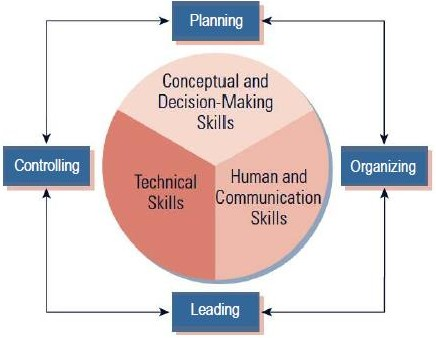 Planning
Conceptual and
Decision-Making
Skills
Controlling
Technical
Skills
Human and
Communication
Skills
Organizing
Leading